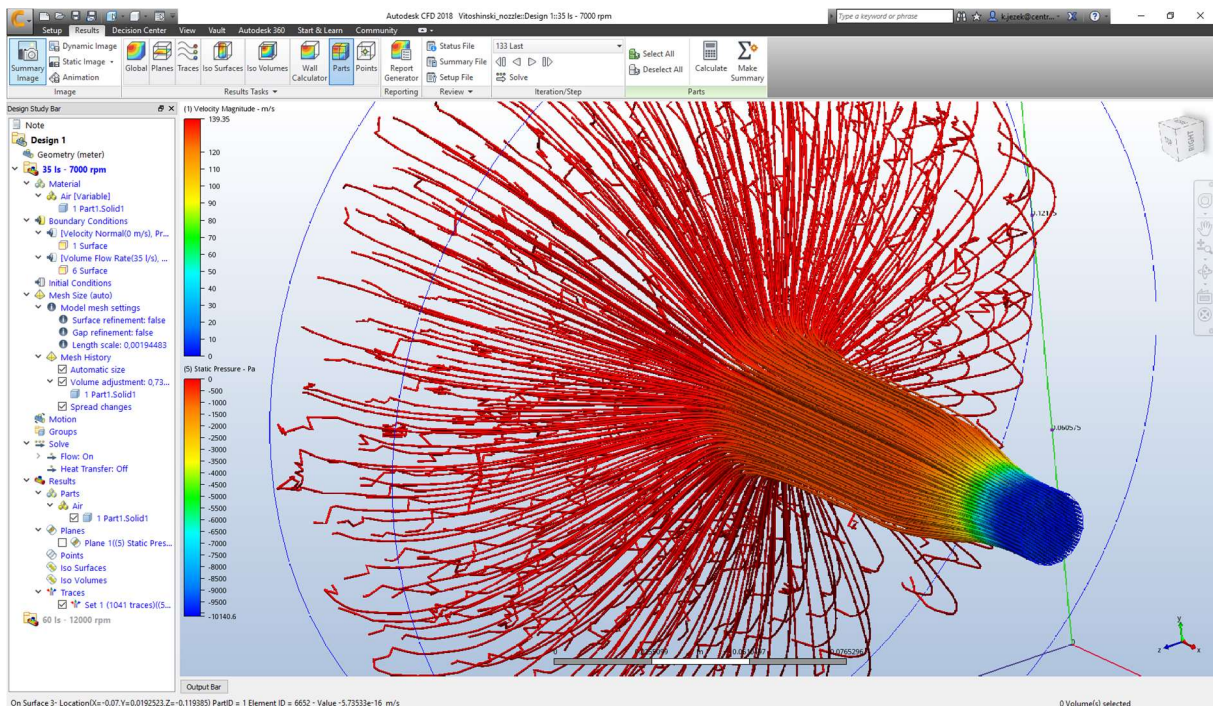 Autodesk CFD 2018 Vitoshinski_nozzle::Design 1::35 ls - 7000 rpm
Type a keyword or phrase
k.jezek@centr...
Setup Results Decision Center View Vault Autodesk 360 Start & Learn Community
Summary Image
Dynamic Image
Static Image
Animation
Global Planes Traces Iso Surfaces Iso Volumes Wall Calculator Parts Points
Report Generator
Status File
Summary File
Setup File
133 Last
Solve
Select All
Deselect All
Calculate
Make Summary
Image Results Tasks Reporting Review Iteration/Step Parts
Design Study Bar
Note
Design 1
Geometry (meter)
35 ls - 7000 rpm
Material
Air [Variable]
1 Part1.Solid1
Boundary Conditions
[Velocity Normal(0 m/s), Pr...
1 Surface
[Volume Flow Rate(35 l/s), ...
6 Surface
Initial Conditions
Mesh Size (auto)
Model mesh settings
Surface refinement: false
Gap refinement: false
Length scale: 0,00194483
Mesh History
Automatic size
Volume adjustment: 0,73...
1 Part1.Solid1
Spread changes
Motion
Groups
Solve
Flow: On
Heat Transfer: Off
Results
Parts
Air
1 Part1.Solid1
Planes
Plane 1((5) Static Pres...
Points
Iso Surfaces
Iso Volumes
Traces
Set 1 (1041 traces)((5...
60 ls - 12000 rpm
(1) Velocity Magnitude - m/s
139.35
120
110
100
90
80
70
60
50
40
30
20
10
0
(5) Static Pressure - Pa
0
-500
-1000
-1500
-2000
-2500
-3000
-3500
-4000
-4500
-5000
-5500
-6000
-6500
-7000
-7500
-8000
-8500
-9000
-9500
-10140.6
0.060575
0
m
y
z
x
Output Bar
On Surface 3- Location(X=-0.07,Y=0.0192523,Z=-0.119385) PartID = 1 Element ID = 6652 - Value -5,73533e-16 m/s
0 Volume(s) selected